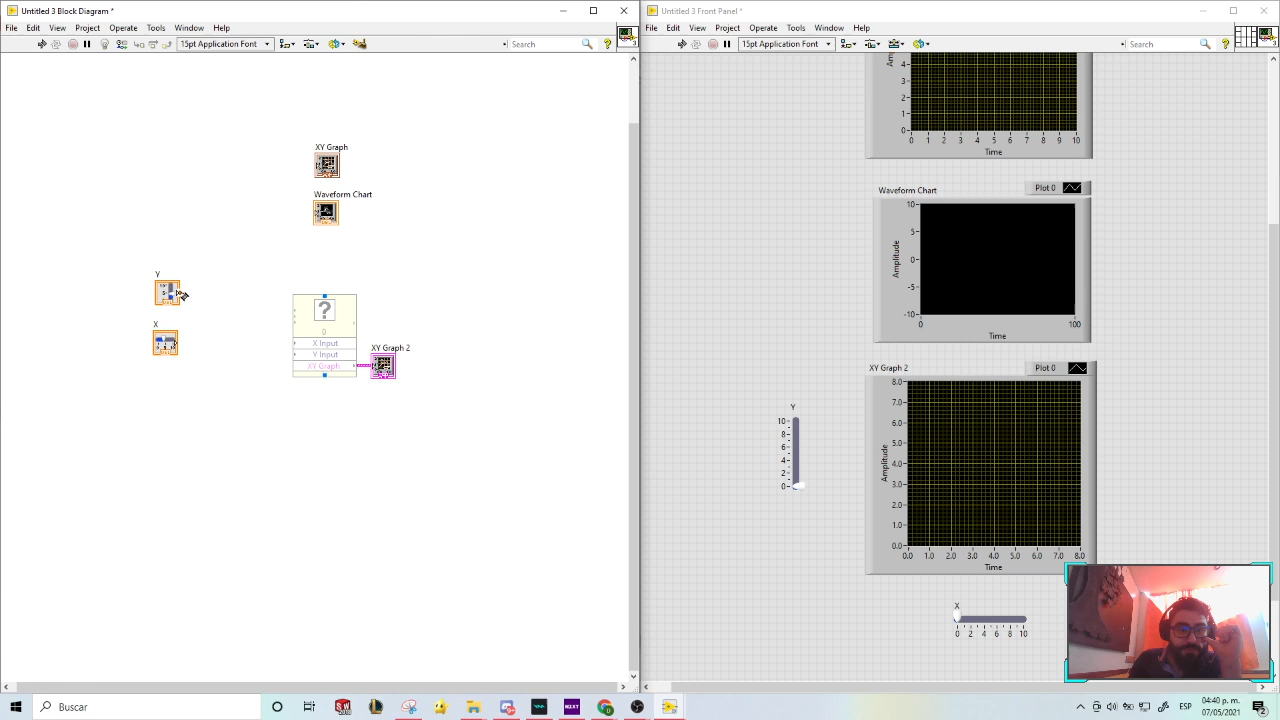 Untitled 3 Block Diagram *
File Edit View Project Operate Tools Window Help
15pt Application Font
Search
XY Graph
Waveform Chart
Y
X
?
0
X Input
Y Input
XY Graph
XY Graph 2
Untitled 3 Front Panel *
File Edit View Project Operate Tools Window Help
15pt Application Font
Search
3
4
3
2
1
0
0 1 2 3 4 5 6 7 8 9 10
Time
Waveform Chart
Plot 0
10
5
0
-5
-10
Amplitude
0 100
Time
XY Graph 2
Plot 0
8.0
7.0
6.0
5.0
4.0
3.0
2.0
1.0
0.0
Amplitude
0.0 1.0 2.0 3.0 4.0 5.0 6.0 7.0 8.0
Time
Y
10
8
6
4
2
0
X
0 2 4 6 8 10
Buscar
ESP
04:40 p. m.
07/05/2021
2